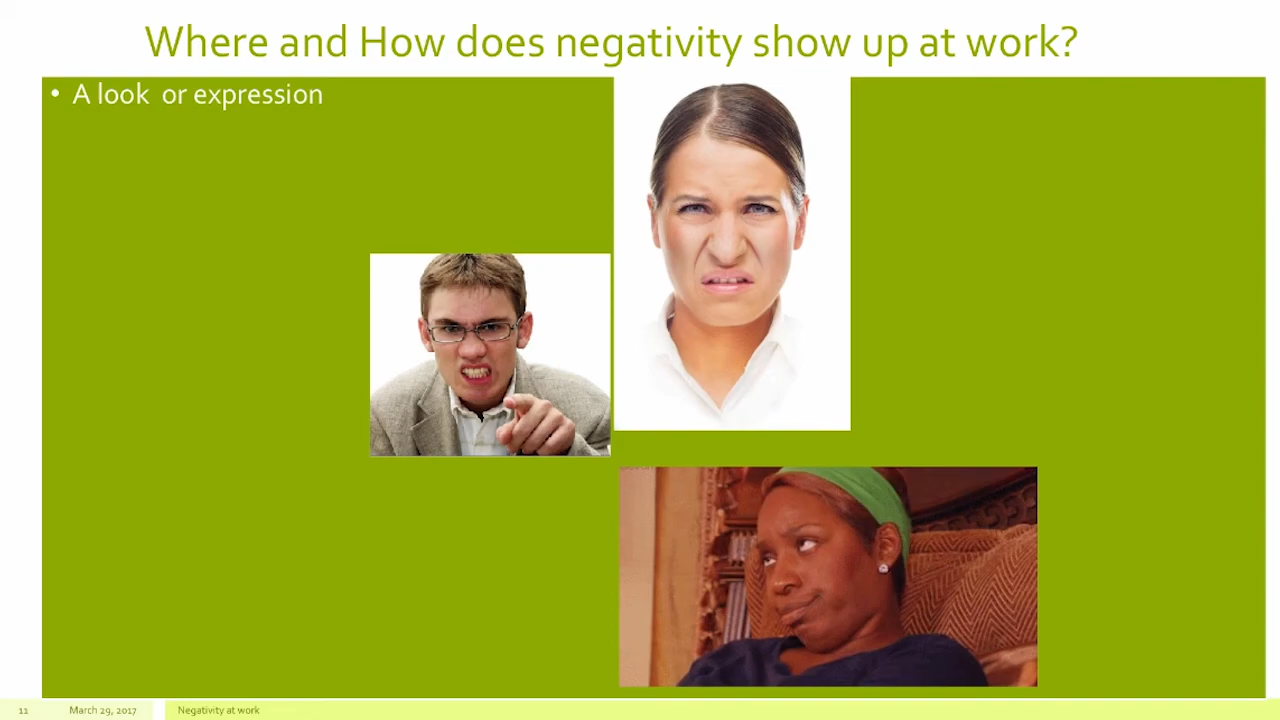 Where and How does negativity show up at work?
• A look or expression
11 March 29, 2017 Negativity at work